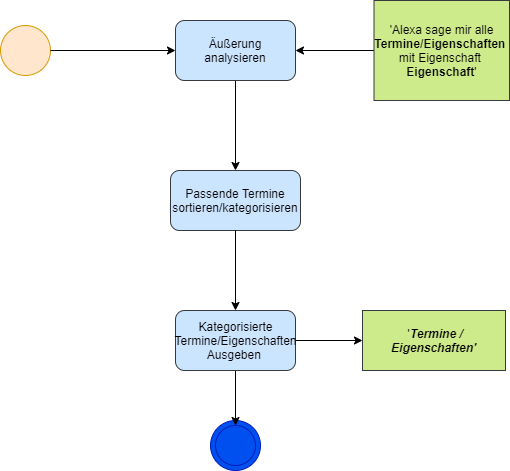 Äußerung
analysieren
'Alexa sage mir alle
Termine/Eigenschaften
mit Eigenschaft
Eigenschaft'
Passende Termine
sortieren/kategorisieren
Kategorisierte
Termine/Eigenschaften
Ausgeben
'Termine /
Eigenschaften'